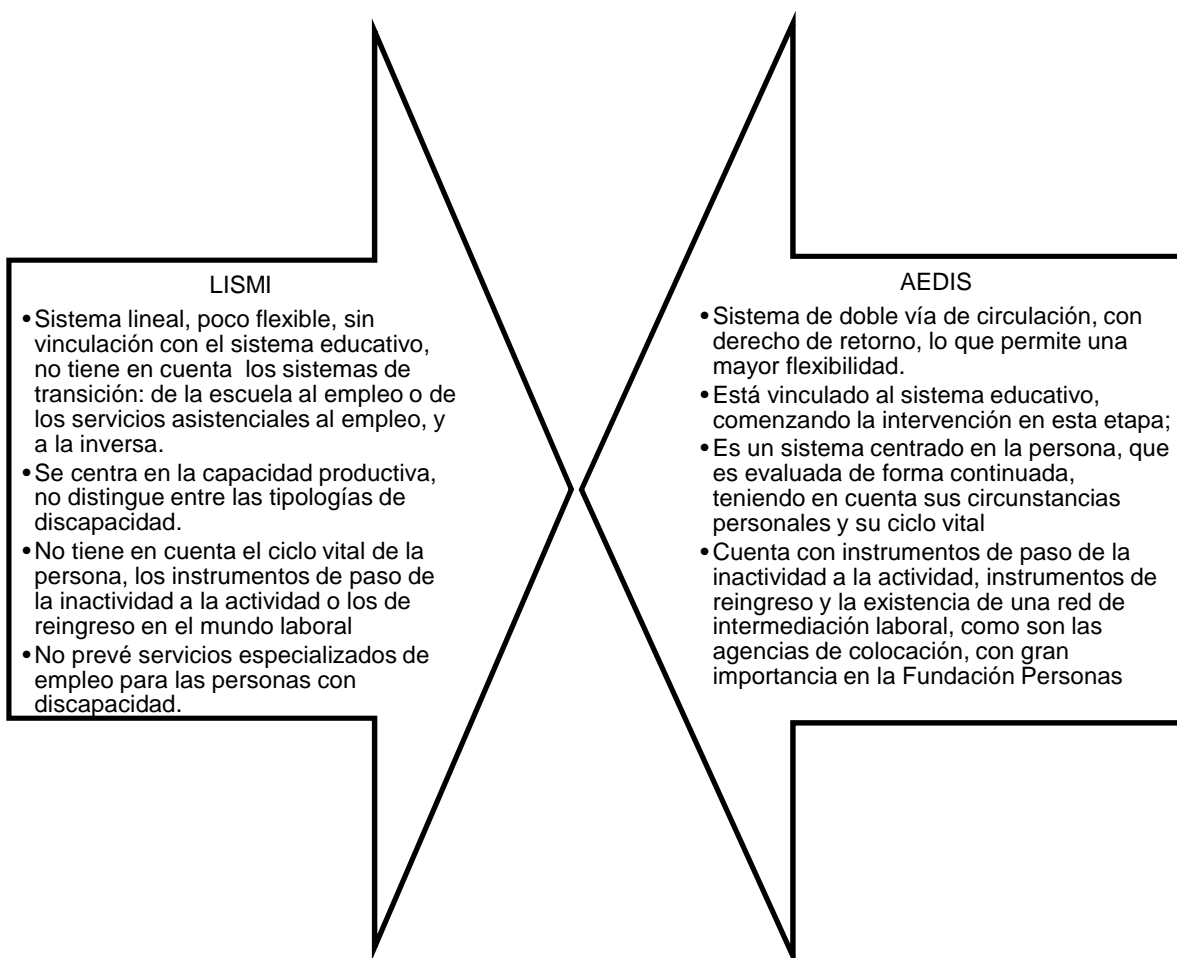 LISMI
•Sistema lineal, poco flexible, sin
vinculación con el sistema educativo,
no tiene en cuenta los sistemas de
transición: de la escuela al empleo o de
los servicios asistenciales al empleo, y
a la inversa.
•Se centra en la capacidad productiva,
no distingue entre las tipologías de
discapacidad.
•No tiene en cuenta el ciclo vital de la
persona, los instrumentos de paso de
la inactividad a la actividad o los de
reingreso en el mundo laboral
•No prevé servicios especializados de
empleo para las personas con
discapacidad.
AEDIS
•Sistema de doble vía de circulación, con
derecho de retorno, lo que permite una
mayor flexibilidad.
•Está vinculado al sistema educativo,
comenzando la intervención en esta etapa;
•Es un sistema centrado en la persona, que
es evaluada de forma continuada,
teniendo en cuenta sus circunstancias
personales y su ciclo vital
•Cuenta con instrumentos de paso de la
inactividad a la actividad, instrumentos de
reingreso y la existencia de una red de
intermediación laboral, como son las
agencias de colocación, con gran
importancia en la Fundación Personas